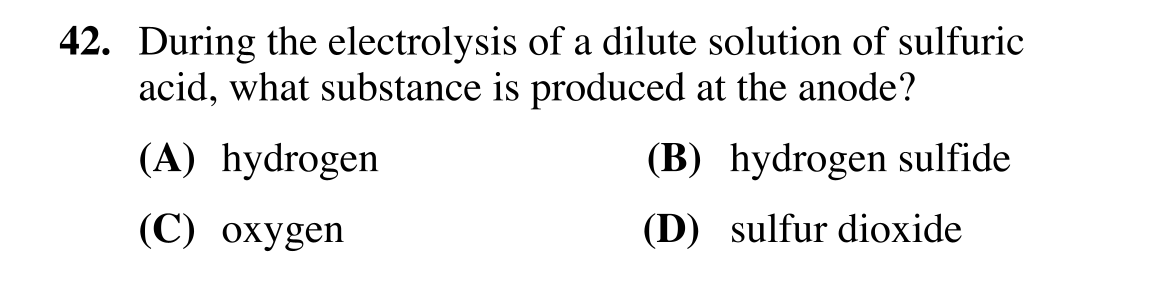 42. During the electrolysis of a dilute solution of sulfuric
acid, what substance is produced at the anode?
(A) hydrogen (B) hydrogen sulfide
(C) oxygen (D) sulfur dioxide